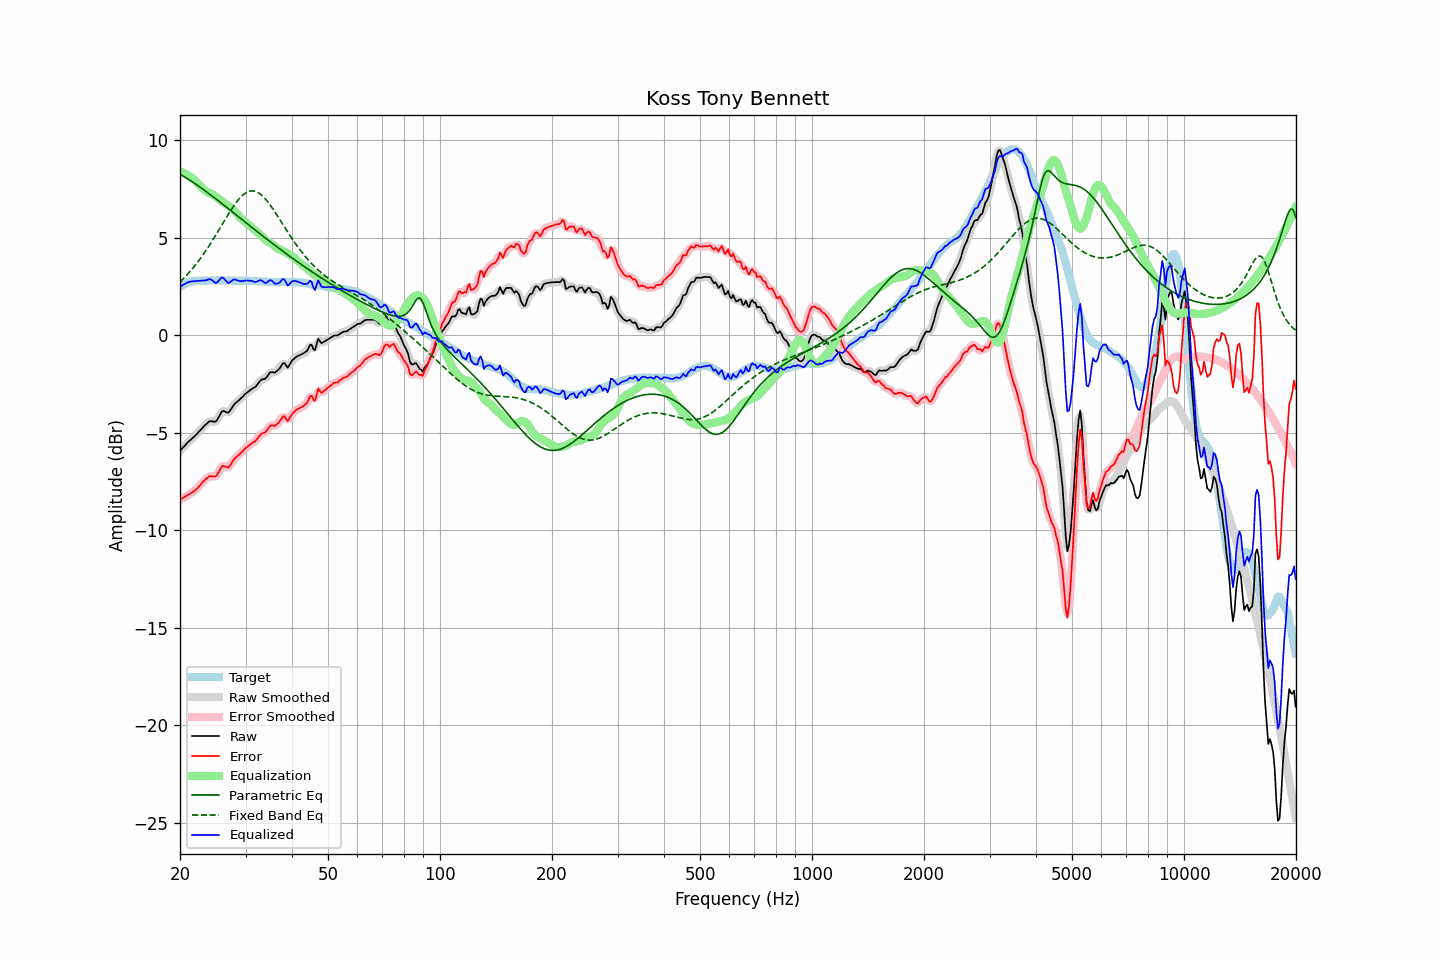 Koss Tony Bennett
Amplitude (dBr)
10
5
0
−5
−10
−15
−20
−25
Target
Raw Smoothed
Error Smoothed
Raw
Error
Equalization
Parametric Eq
Fixed Band Eq
Equalized
20 50 100 200 500 1000 2000 5000 10000 20000
Frequency (Hz)